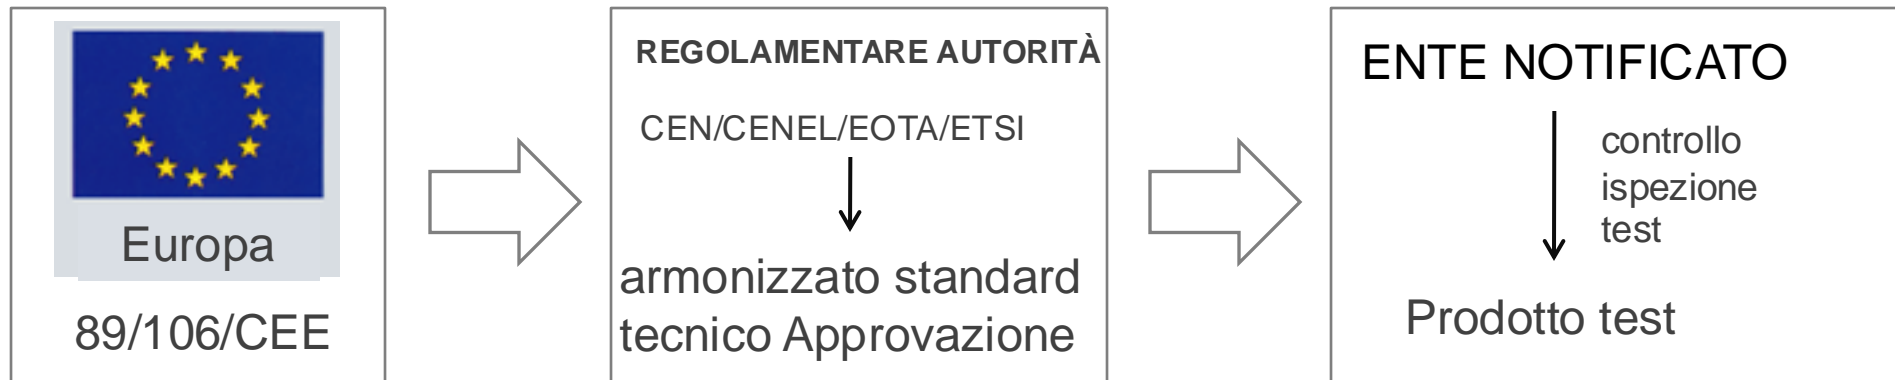 Europa
89/106/CEE
REGOLAMENTARE AUTORITÀ
CEN/CENEL/EOTA/ETSI
armonizzato standard
tecnico Approvazione
ENTE NOTIFICATO
controllo
ispezione
test
Prodotto test